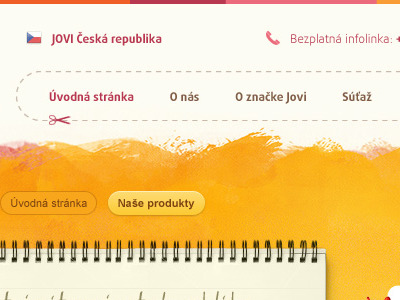 JOVI Česká republika
Bezplatná infolinka:
Úvodná stránka
O nás
O značke Jovi
Súťaž
Úvodná stránka
Naše produkty